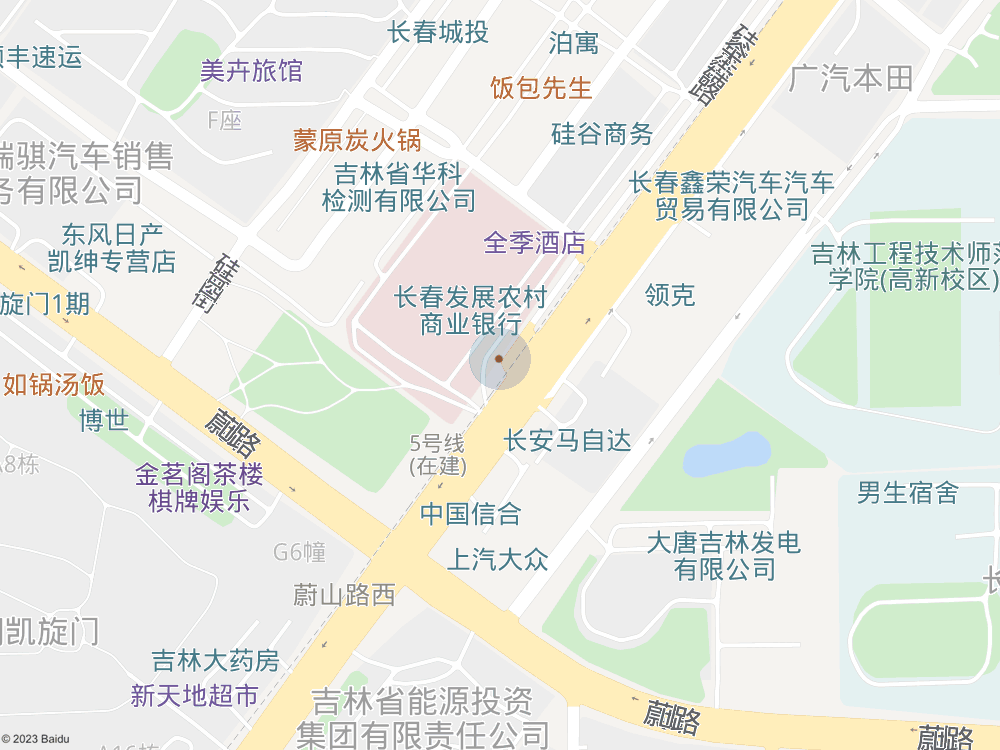 长春城投
泊寓
顺丰速运
美卉旅馆
广汽本田
饭包先生
F座
硅谷商务
蒙原炭火锅
瑞骐汽车销售
务有限公司
吉林省华科
检测有限公司
长春鑫荣汽车汽车
贸易有限公司
东风日产
凯绅专营店
全季酒店
吉林工程技术师范
学院(高新校区)
旋门1期
长春发展农村
商业银行
领克
如锅汤饭
博世
蔚山路
5号线
(在建)
长安马自达
A8栋
金茗阁茶楼
棋牌娱乐
男生宿舍
中国信合
G6幢
上汽大众
大唐吉林发电
有限公司
长
蔚山路西
凯旋门
吉林大药房
新天地超市
吉林省能源投资
集团有限责任公司
蔚山路
蔚山路
A16栋
© 2023 Baidu